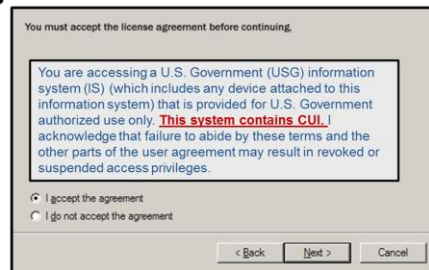 You must accept the license agreement before continuing.
You are accessing a U.S. Government (USG) information
system (IS) (which includes any device attached to this
information system) that is provided for U.S. Government
authorized use only. This system contains CUI. I
acknowledge that failure to abide by these terms and the
other parts of the user agreement may result in revoked or
suspended access privileges.
I accept the agreement
I do not accept the agreement
< Back Next > Cancel